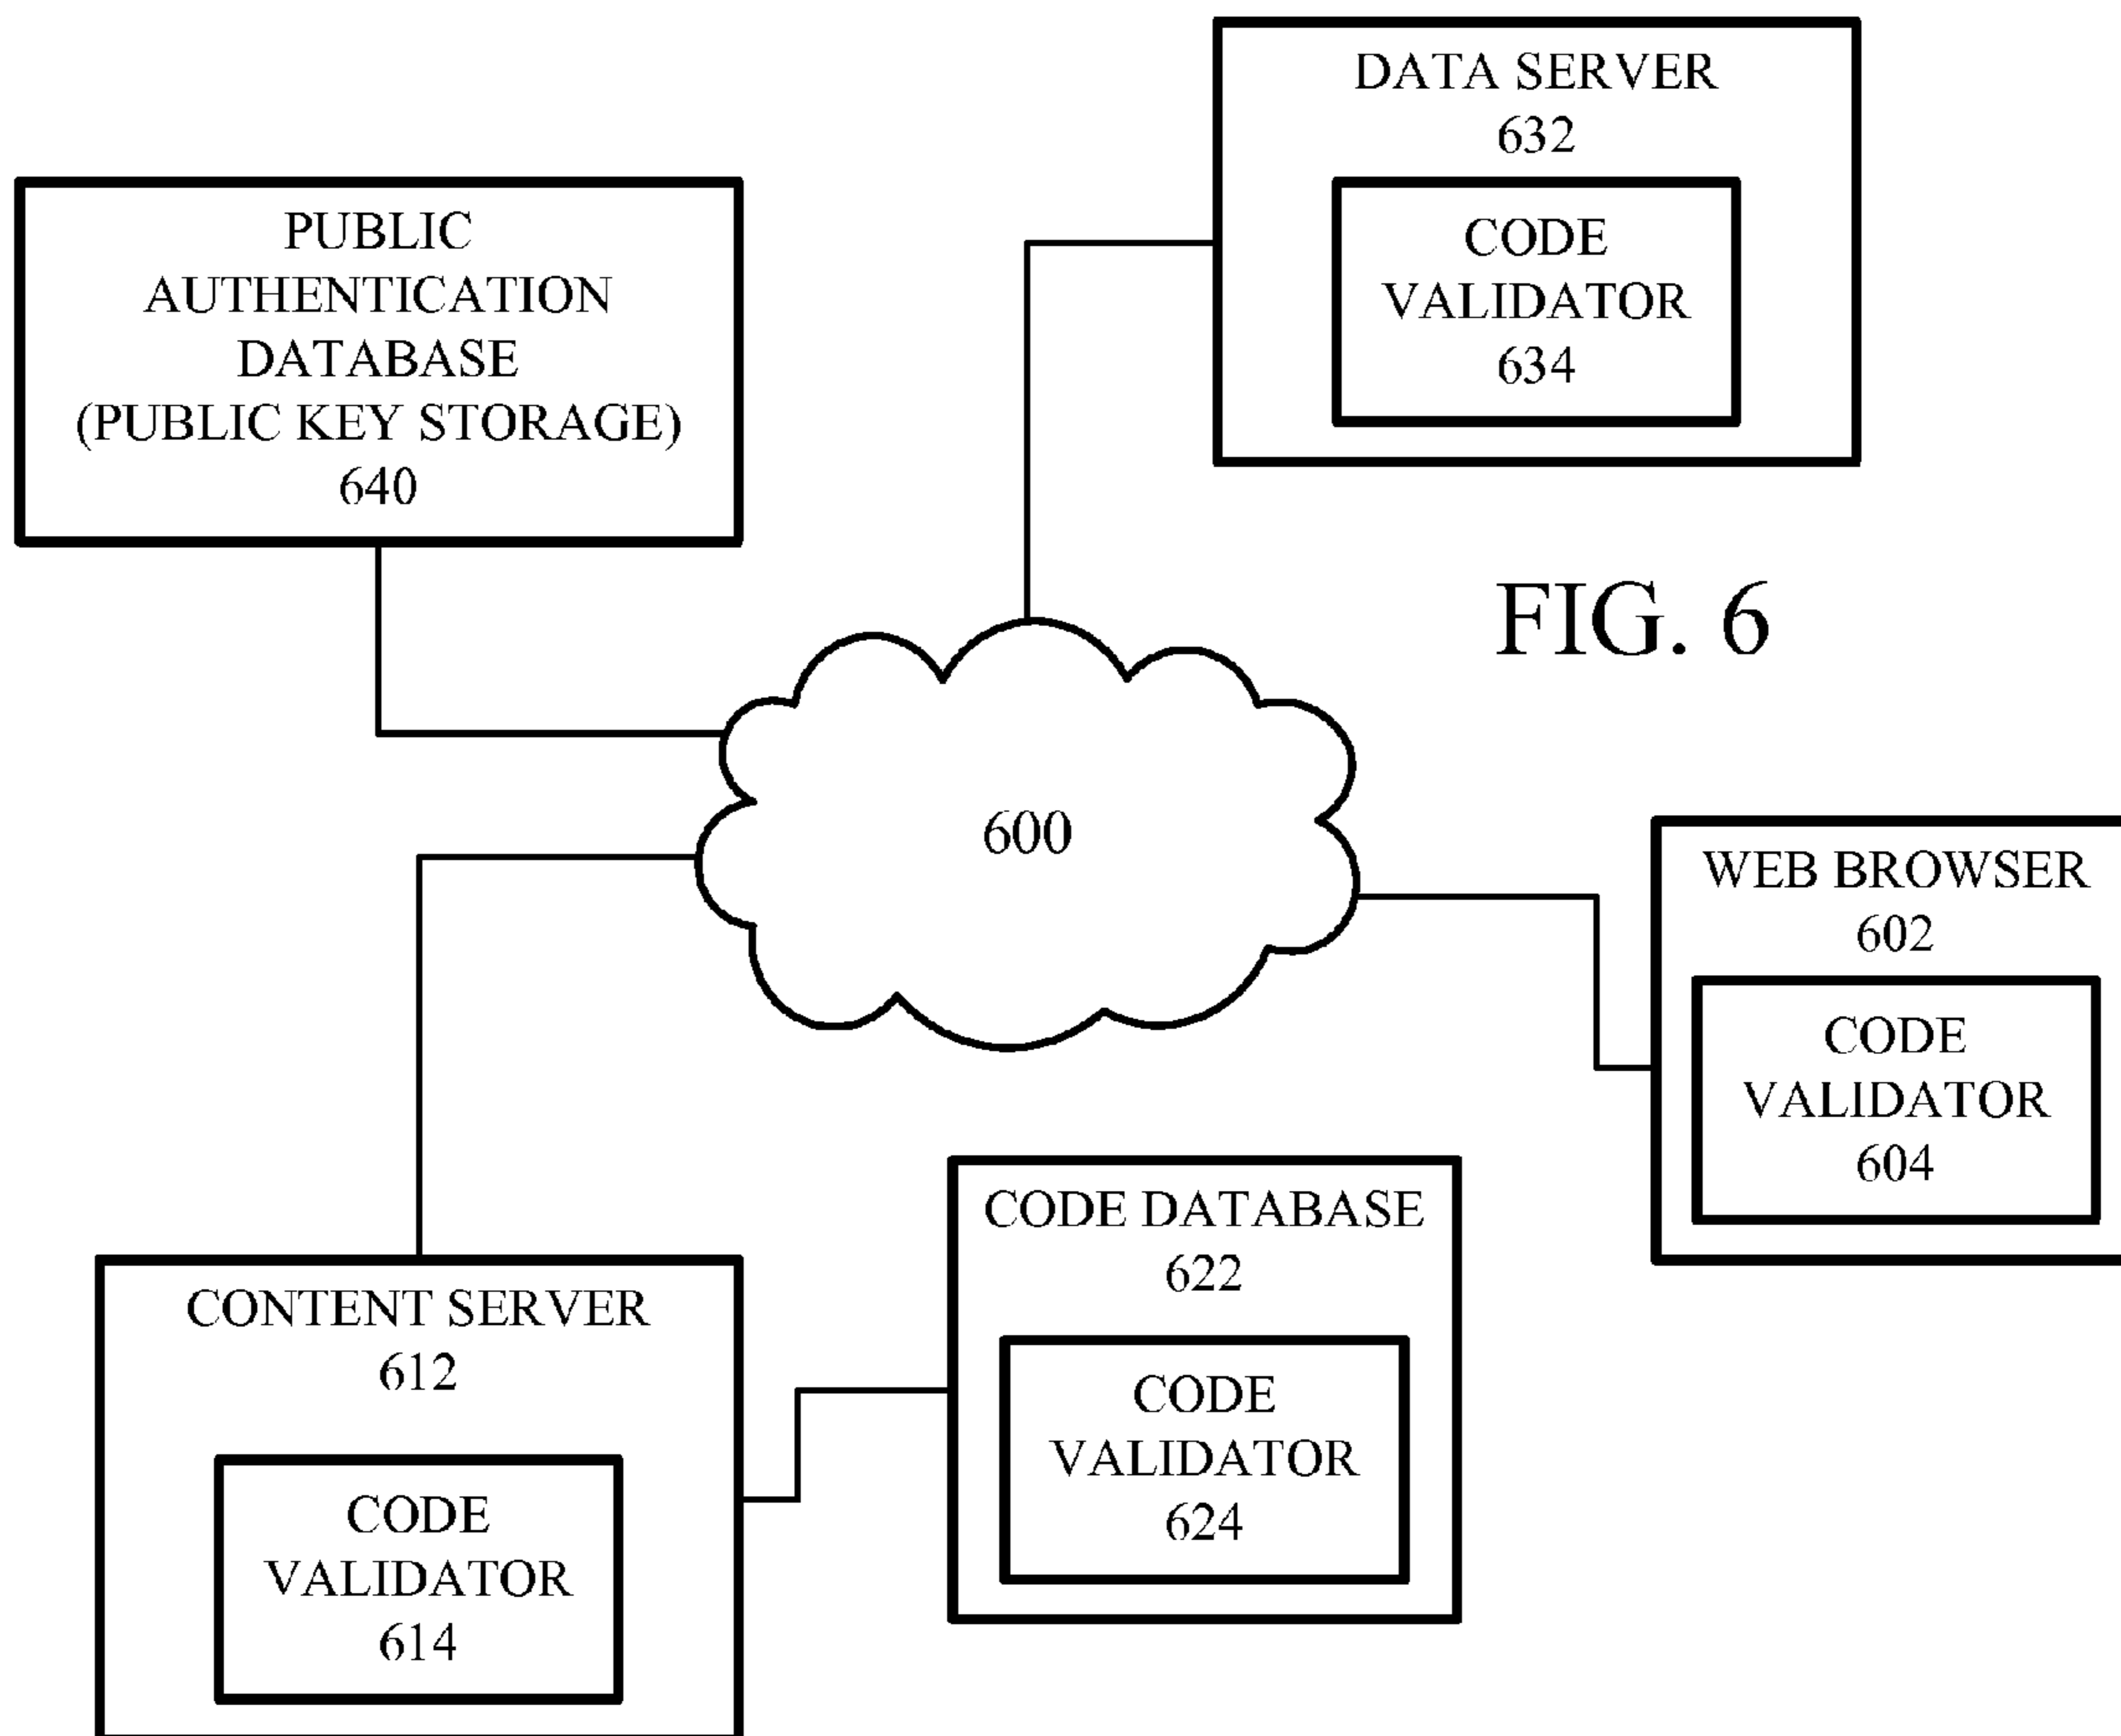 DATA SERVER
632
CODE
VALIDATOR
634
PUBLIC
AUTHENTICATION
DATABASE
(PUBLIC KEY STORAGE)
640
FIG. 6
600
WEB BROWSER
602
CODE
VALIDATOR
604
CODE DATABASE
622
CODE
VALIDATOR
624
CONTENT SERVER
612
CODE
VALIDATOR
614